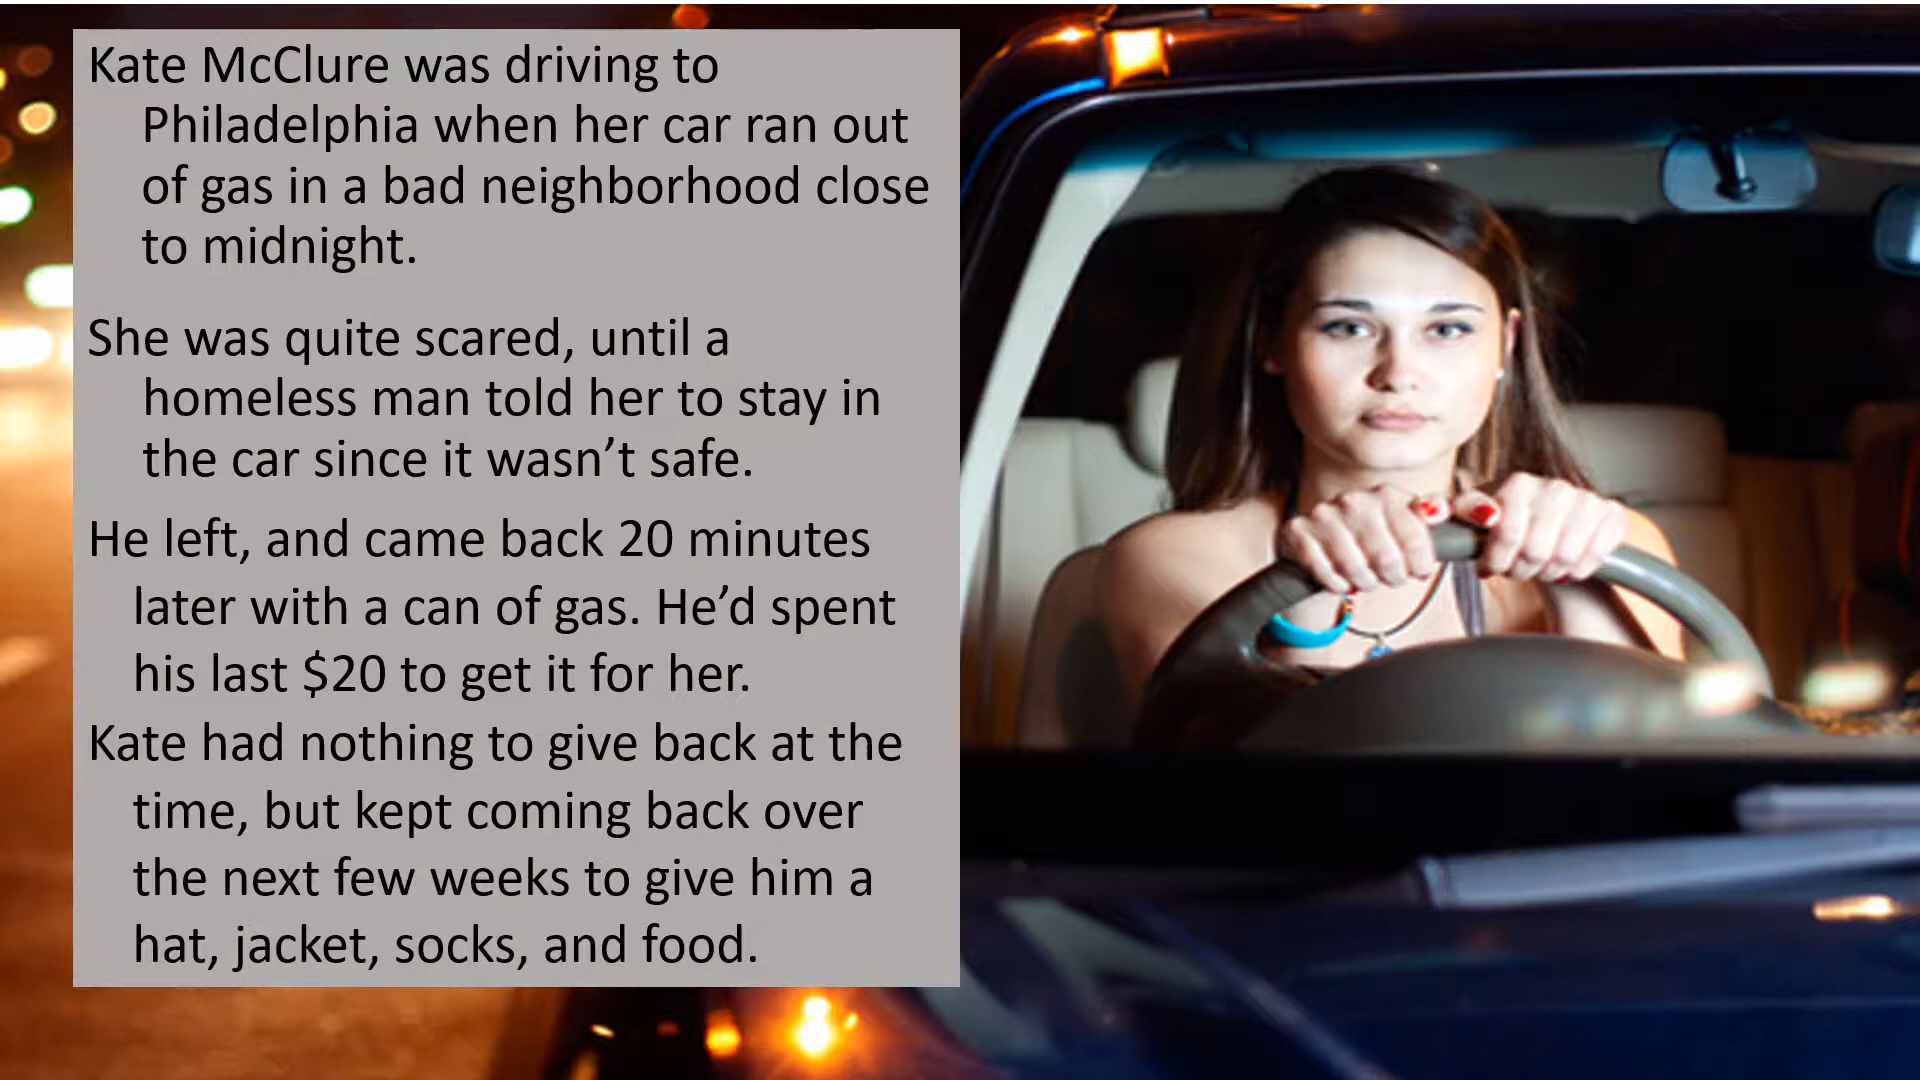 Kate McClure was driving to
Philadelphia when her car ran out
of gas in a bad neighborhood close
to midnight.
She was quite scared, until a
homeless man told her to stay in
the car since it wasn’t safe.
He left, and came back 20 minutes
later with a can of gas. He’d spent
his last $20 to get it for her.
Kate had nothing to give back at the
time, but kept coming back over
the next few weeks to give him a
hat, jacket, socks, and food.